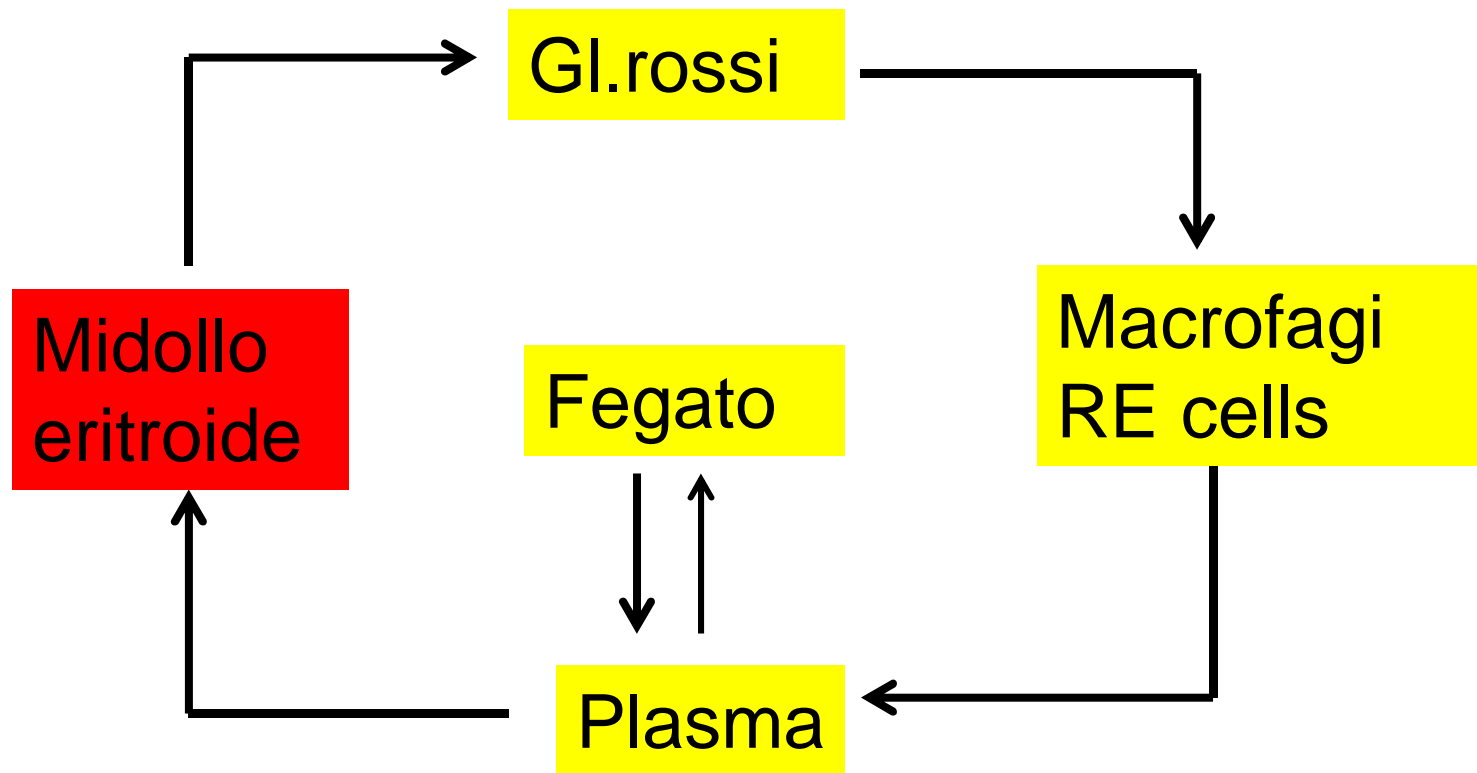 Gl.rossi
Midollo
eritroide
Fegato
Macrofagi
RE cells
Plasma